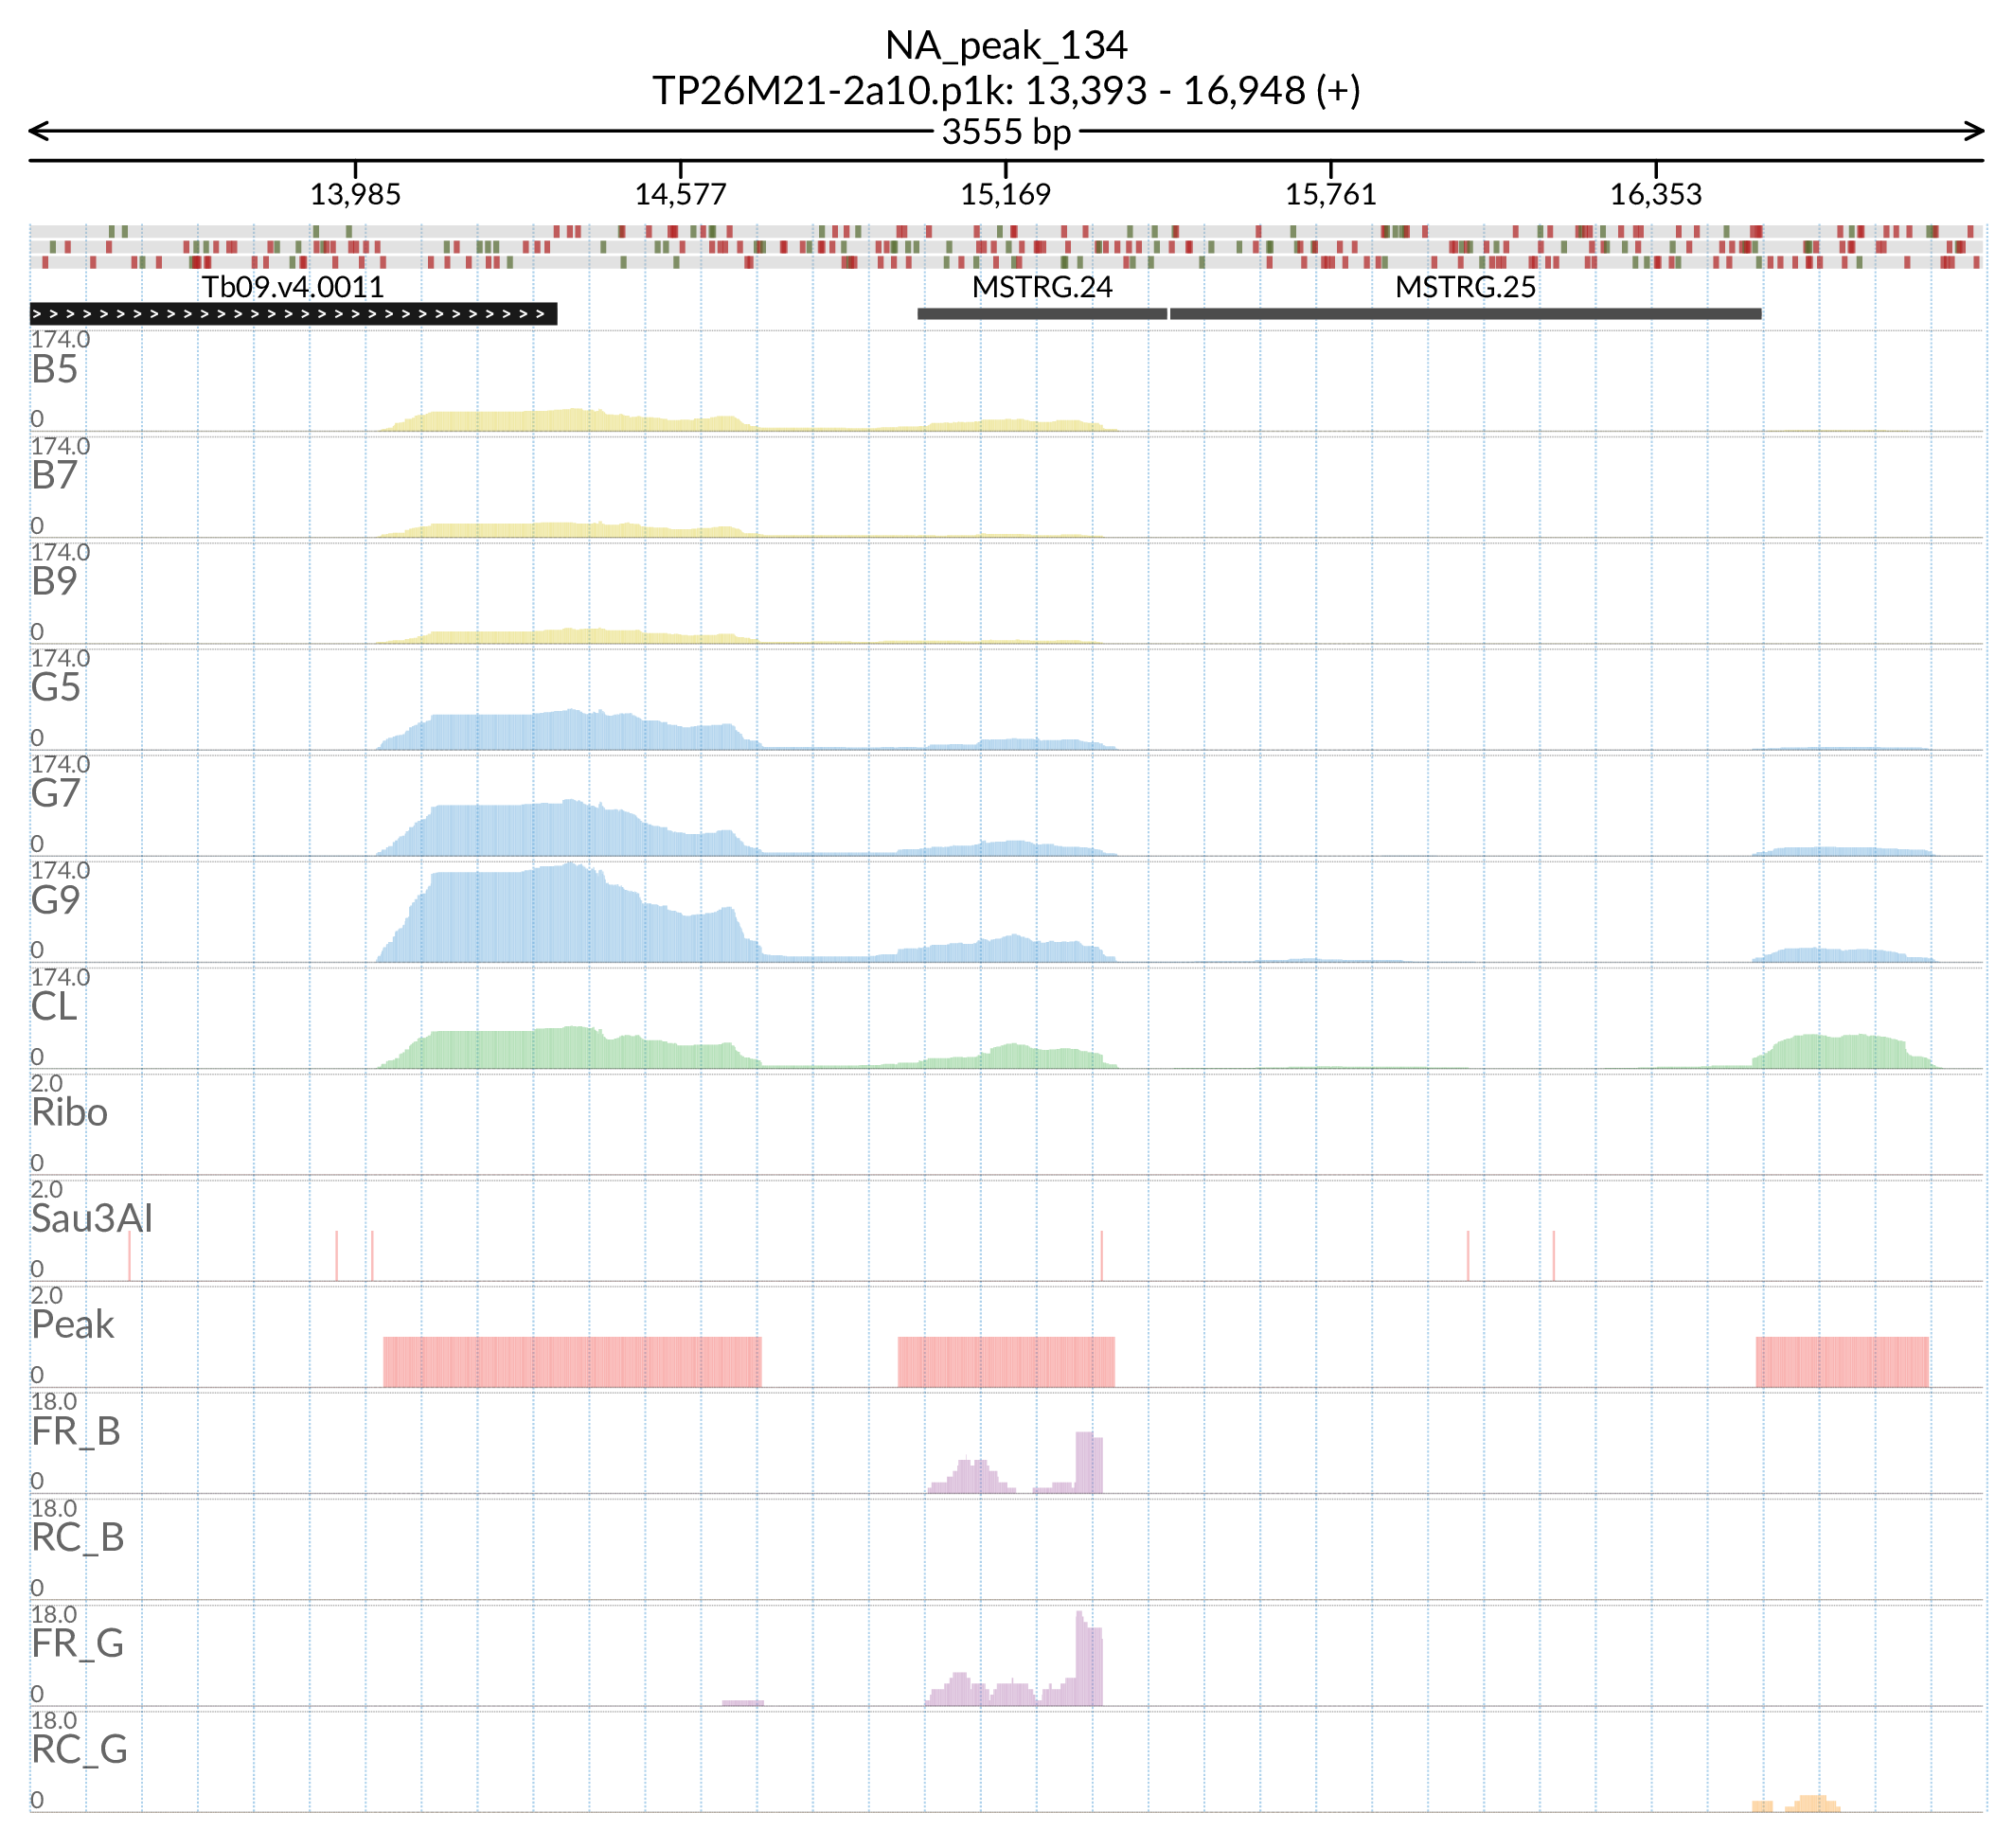 NA_peak_134
TP26M21-2a10.p1k: 13,393 - 16,948 (+)
3555 bp
13,985 14,577 15,169 15,761 16,353
Tb09.v4.0011 MSTRG.24 MSTRG.25
174.0
B5
0
174.0
B7
0
174.0
B9
0
174.0
G5
0
174.0
G7
0
174.0
G9
0
174.0
CL
0
2.0
Ribo
0
2.0
Sau3AI
0
2.0
Peak
0
18.0
FR_B
0
18.0
RC_B
0
18.0
FR_G
0
18.0
RC_G
0